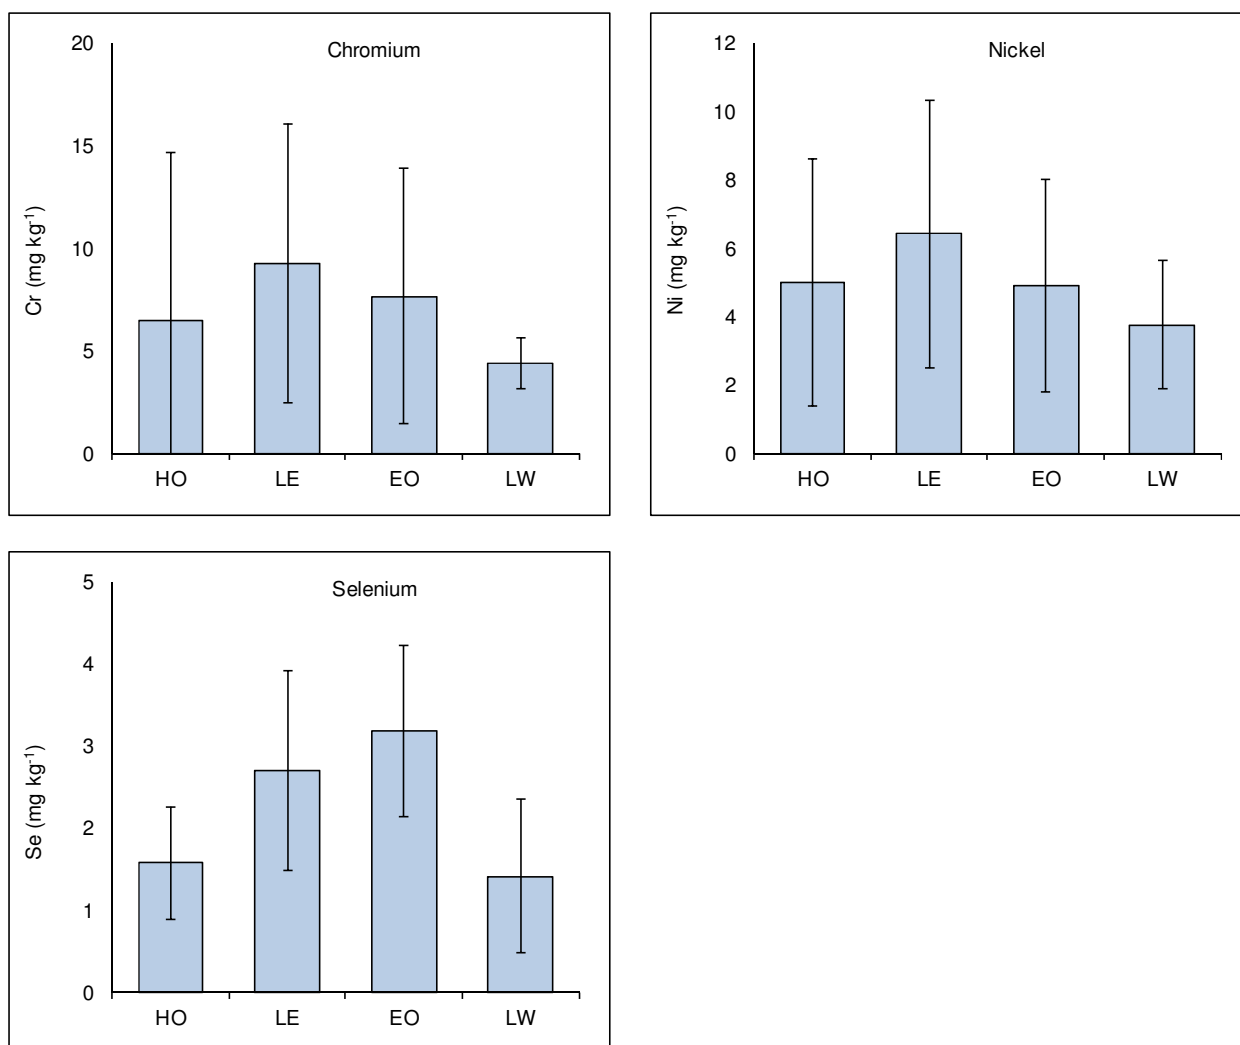 Chromium
20
15
10
5
0
Cr (mg kg⁻¹)
HO LE EO LW
Nickel
12
10
8
6
4
2
0
Ni (mg kg⁻¹)
HO LE EO LW
Selenium
5
4
3
2
1
0
Se (mg kg⁻¹)
HO LE EO LW